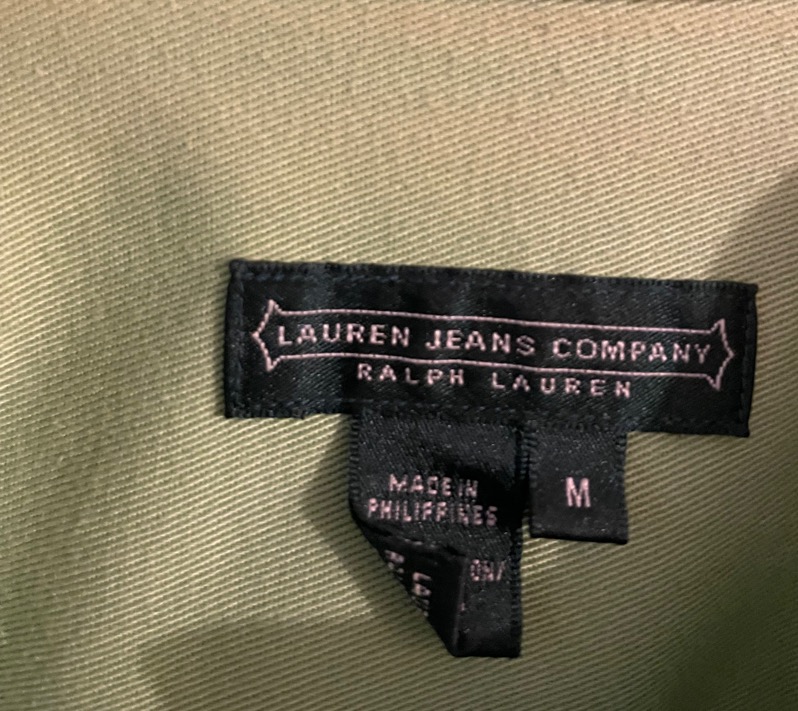 LAUREN JEANS COMPANY
RALPH LAUREN
MADE IN
PHILIPPINES
M